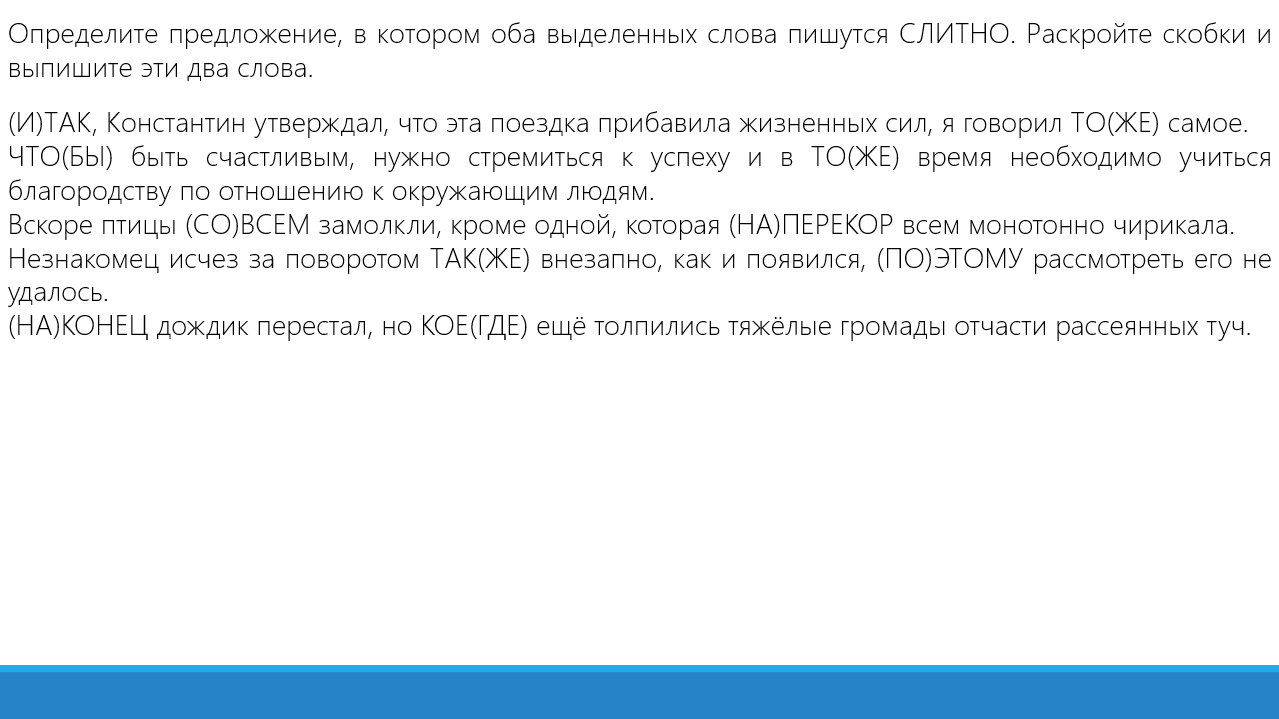 Определите предложение, в котором оба выделенных слова пишутся СЛИТНО. Раскройте скобки и
выпишите эти два слова.
(И)ТАК, Константин утверждал, что эта поездка прибавила жизненных сил, я говорил ТО(ЖЕ) самое.
ЧТО(БЫ) быть счастливым, нужно стремиться к успеху и в ТО(ЖЕ) время необходимо учиться
благородству по отношению к окружающим людям.
Вскоре птицы (СО)ВСЕМ замолкли, кроме одной, которая (НА)ПЕРЕКОР всем монотонно чирикала.
Незнакомец исчез за поворотом ТАК(ЖЕ) внезапно, как и появился, (ПО)ЭТОМУ рассмотреть его не
удалось.
(НА)КОНЕЦ дождик перестал, но КОЕ(ГДЕ) ещё толпились тяжёлые громады отчасти рассеянных туч.